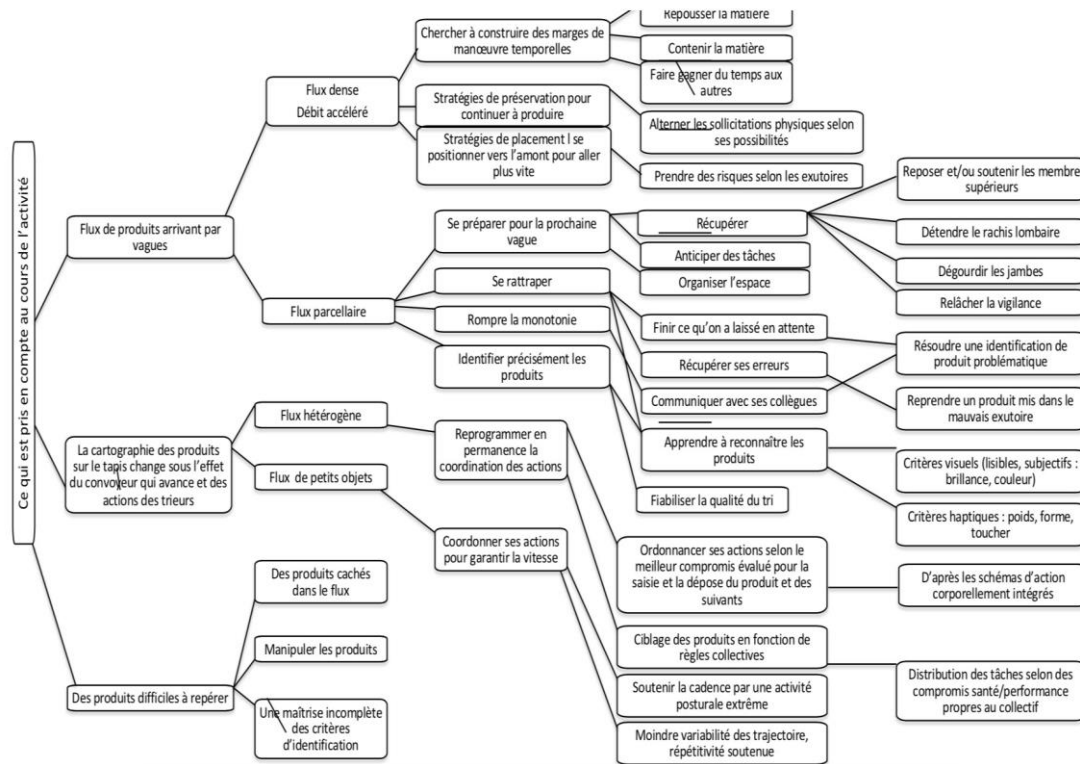 Ce qui est pris en compte au cours de l'activité
Flux de produits arrivant par
vagues
La cartographie des produits
sur le tapis change sous l'effet
du convoyeur qui avance et des
actions des trieurs
Des produits difficiles à repérer
Flux dense
Débit accéléré
Flux parcellaire
Flux hétérogène
Flux de petits objets
Des produits cachés
dans le flux
Manipuler les produits
Une maîtrise incomplète
des critères
d'identification
Chercher à construire des marges de
manœuvre temporelles
Stratégies de préservation pour
continuer à produire
Stratégies de placement l se
positionner vers l'amont pour aller
plus vite
Se préparer pour la prochaine
vague
Se rattraper
Rompre la monotonie
Identifier précisément les
produits
Reprogrammer en
permanence la
coordination des actions
Coordonner ses actions
pour garantir la vitesse
Repousser la matière
Contenir la matière
Faire gagner du temps aux
autres
Alterner les sollicitations physiques selon
ses possibilités
Prendre des risques selon les exutoires
Récupérer
Anticiper des tâches
Organiser l'espace
Finir ce qu'on a laissé en attente
Récupérer ses erreurs
Communiquer avec ses collègues
Apprendre à reconnaître les
produits
Fiabiliser la qualité du tri
Ordonnancer ses actions selon le
meilleur compromis évalué pour la
saisie et la dépose du produit et des
suivants
Ciblage des produits en fonction de
règles collectives
Soutenir la cadence par une activité
posturale extrême
Moindre variabilité des trajectoire,
répétitivité soutenue
Reposer et/ou soutenir les membre
supérieurs
Détendre le rachis lombaire
Dégourdir les jambes
Relâcher la vigilance
Résoudre une identification de
produit problématique
Reprendre un produit mis dans le
mauvais exutoire
Critères visuels (lisibles, subjectifs :
brillance, couleur)
Critères haptiques : poids, forme,
toucher
D'après les schémas d'action
corporellement intégrés
Distribution des tâches selon des
compromis santé/performance
propres au collectif